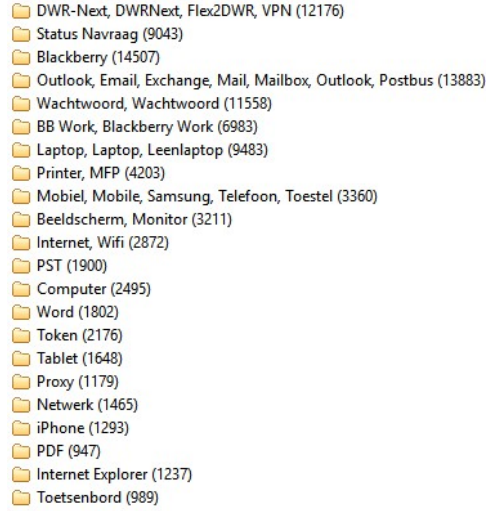 DWR-Next, DWRNext, Flex2DWR, VPN (12176)
Status Navraag (9043)
Blackberry (14507)
Outlook, Email, Exchange, Mail, Mailbox, Outlook, Postbus (13883)
Wachtwoord, Wachtwoord (11558)
BB Work, Blackberry Work (6983)
Laptop, Laptop, Leenlaptop (9483)
Printer, MFP (4203)
Mobiel, Mobile, Samsung, Telefoon, Toestel (3360)
Beeldscherm, Monitor (3211)
Internet, Wifi (2872)
PST (1900)
Computer (2495)
Word (1802)
Token (2176)
Tablet (1648)
Proxy (1179)
Netwerk (1465)
iPhone (1293)
PDF (947)
Internet Explorer (1237)
Toetsenbord (989)